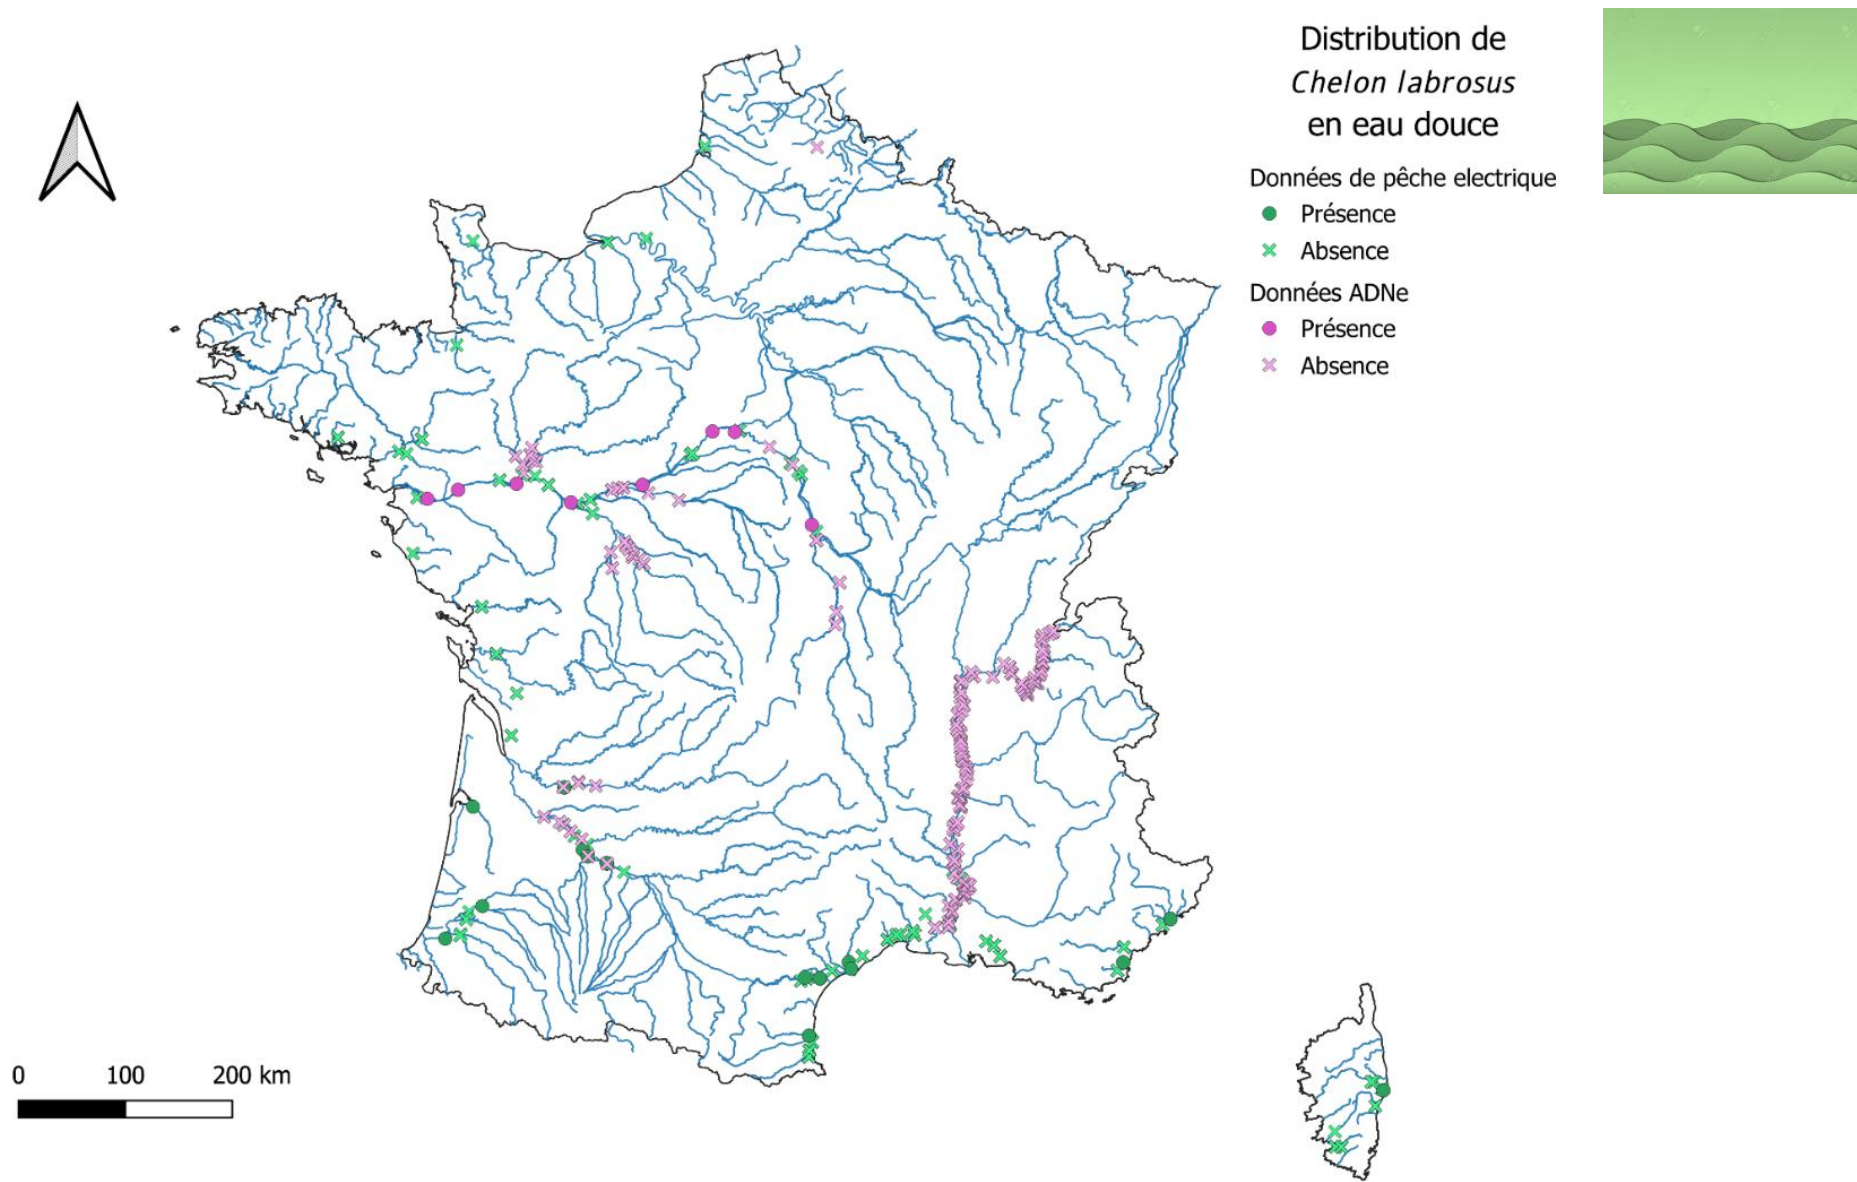 Distribution de
Chelon labrosus
en eau douce
Données de pêche electrique
Présence
Absence
Données ADNe
Présence
Absence
0 100 200 km